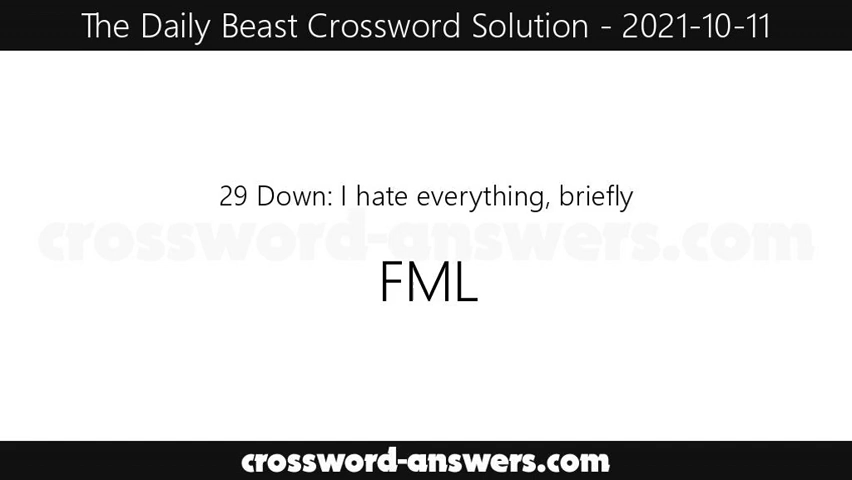 The Daily Beast Crossword Solution - 2021-10-11
29 Down: I hate everything, briefly
crossword-answers.com
FML
crossword-answers.com